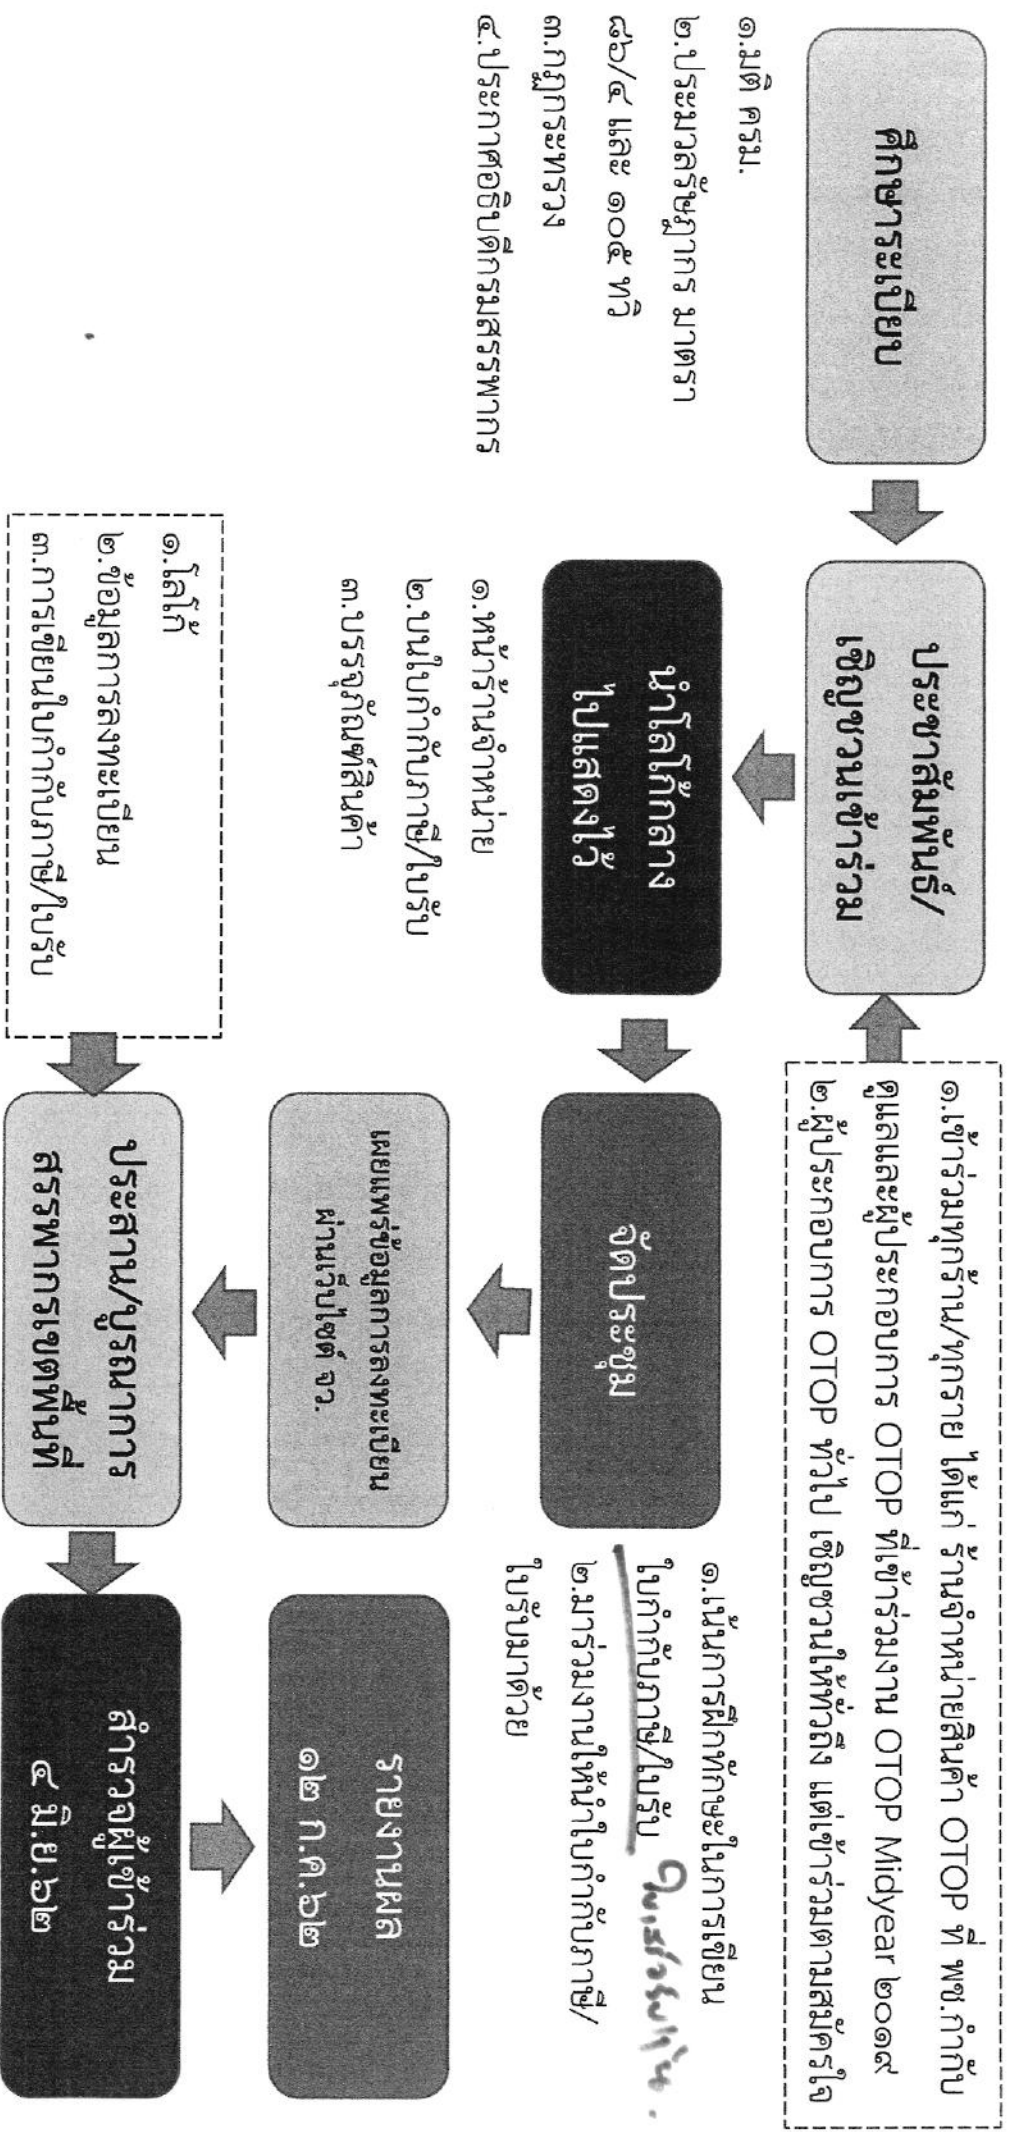 ศึกษาระเบียบ
๑.มติ ครม.
๒.ประมวลรัษฎากร มาตรา
๘๖/๔ และ ๑๐๕ ทวิ
๓.กฎกระทรวง
๔.ประกาศอธิบดีกรมสรรพากร
ประชาสัมพันธ์/
เชิญชวนเข้าร่วม
๑.เข้าร่วมทุกร้าน/ทุกราย ได้แก่ ร้านจำหน่ายสินค้า OTOP ที่ พช.กำกับ
ดูแลและผู้ประกอบการ OTOP ที่เข้าร่วมงาน OTOP Midyear ๒๐๑๙
๒.ผู้ประกอบการ OTOP ทั่วไป เชิญชวนให้ทั่วถึง แต่เข้าร่วมตามสมัครใจ
นำโลโก้กลาง
ไปแสดงไว้
๑.หน้าร้านจำหน่าย
๒.บนใบกำกับภาษี/ใบรับ
๓.บรรจุภัณฑ์สินค้า
จัดประชุม
๑.เน้นการฝึกทักษะในการเขียน
ใบกำกับภาษี/ใบรับ
๒.มาร่วมงานให้นำใบกำกับภาษี/
ใบรับมาด้วย
เผยแพร่ข้อมูลการลงทะเบียน
ผ่านเว็บไซต์ จว.
๑.โลโก้
๒.ข้อมูลการลงทะเบียน
๓.การเขียนใบกำกับภาษี/ใบรับ
ประสาน/บูรณาการ
สรรพากรเขตพื้นที่
สำรวจผู้เข้าร่วม
๔ มิ.ย.๖๒
รายงานผล
๑๒ ก.ค.๖๒